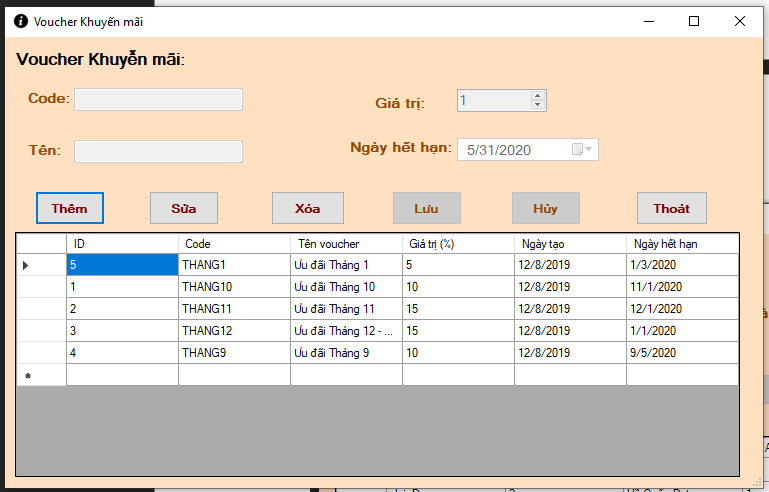 Voucher Khuyến mãi
Voucher Khuyễn mãi:
Code:
Giá trị: 1
Tên:
Ngày hết hạn: 5/31/2020
Thêm Sửa Xóa Lưu Hủy Thoát
ID Code Tên voucher Giá trị (%) Ngày tạo Ngày hết hạn
5 THANG1 Ưu đãi Tháng 1 5 12/8/2019 1/3/2020
1 THANG10 Ưu đãi Tháng 10 10 12/8/2019 11/1/2020
2 THANG11 Ưu đãi Tháng 11 15 12/8/2019 12/1/2020
3 THANG12 Ưu đãi Tháng 12 - ... 15 12/8/2019 1/1/2020
4 THANG9 Ưu đãi Tháng 9 10 12/8/2019 9/5/2020